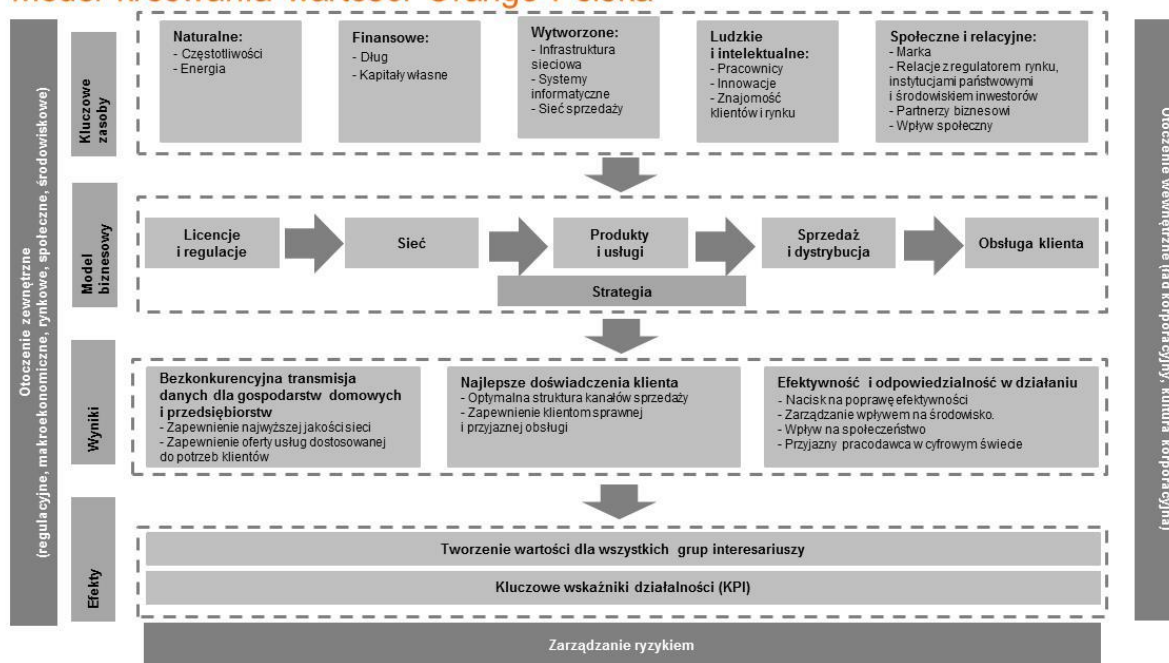 Model kreowania wartości Orange Polska
Otoczenie zewnętrzne
(regulacyjne, makroekonomiczne, rynkowe, społeczne, środowiskowe)
Kluczowe
zasoby
Naturalne:
- Częstotliwości
- Energia
Finansowe:
- Dług
- Kapitały własne
Wytworzone:
- Infrastruktura
sieciowa
- Systemy
informatyczne
- Sieć sprzedaży
Ludzkie
i intelektualne:
- Pracownicy
- Innowacje
- Znajomość
klientów i rynku
Społeczne i relacyjne:
- Marka
- Relacje z regulatorem rynku,
instytucjami państwowymi
i środowiskiem inwestorów
- Partnerzy biznesowi
- Wpływ społeczny
Model
biznesowy
Licencje
i regulacje
Sieć
Produkty
i usługi
Sprzedaż
i dystrybucja
Obsługa klienta
Strategia
Wyniki
Bezkonkurencyjna transmisja
danych dla gospodarstw domowych
i przedsiębiorstw
- Zapewnienie najwyższej jakości sieci
- Zapewnienie oferty usług dostosowanej
do potrzeb klientów
Najlepsze doświadczenia klienta
- Optymalna struktura kanałów sprzedaży
- Zapewnienie klientom sprawnej
i przyjaznej obsługi
Efektywność i odpowiedzialność w działaniu
- Nacisk na poprawę efektywności
- Zarządzanie wpływem na środowisko.
- Wpływ na społeczeństwo
- Przyjazny pracodawca w cyfrowym świecie
Efekty
Tworzenie wartości dla wszystkich grup interesariuszy
Kluczowe wskaźniki działalności (KPI)
Zarządzanie ryzykiem
Otoczenie wewnętrzne (ład korporacyjny, kultura korporacyjna)